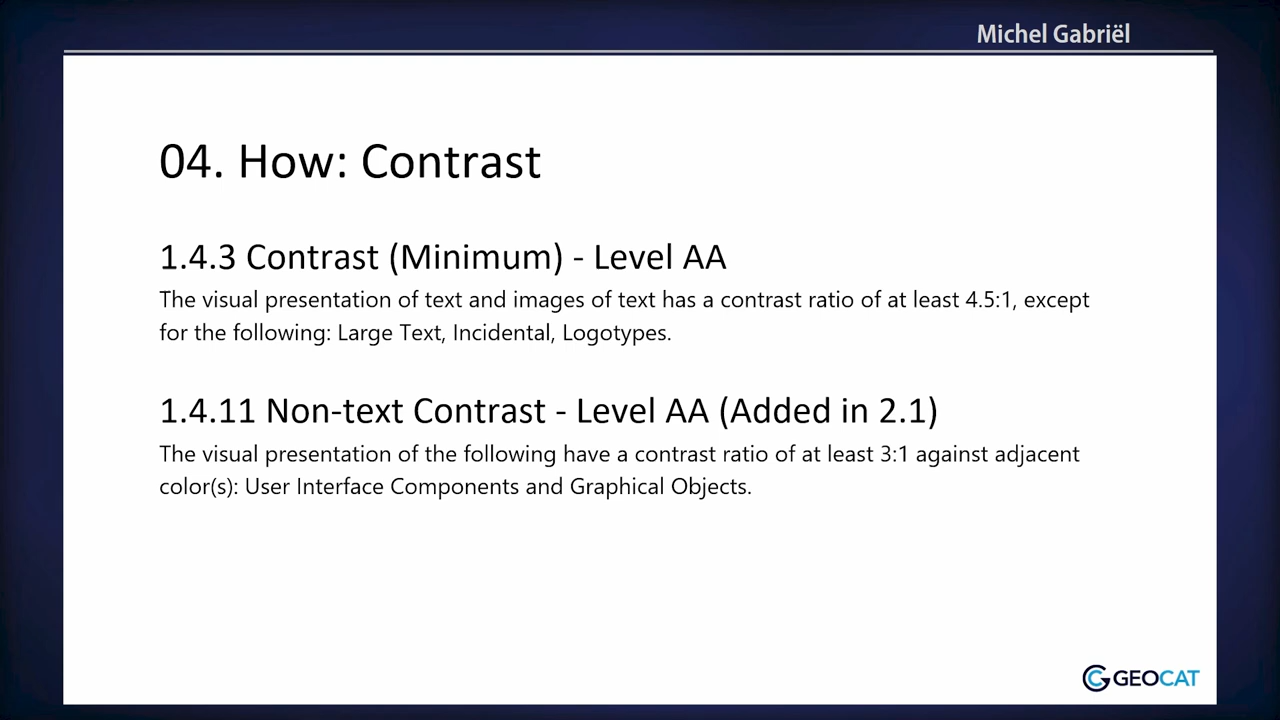 Michel Gabriël
04. How: Contrast
1.4.3 Contrast (Minimum) - Level AA
The visual presentation of text and images of text has a contrast ratio of at least 4.5:1, except
for the following: Large Text, Incidental, Logotypes.
1.4.11 Non-text Contrast - Level AA (Added in 2.1)
The visual presentation of the following have a contrast ratio of at least 3:1 against adjacent
color(s): User Interface Components and Graphical Objects.
GEOCAT